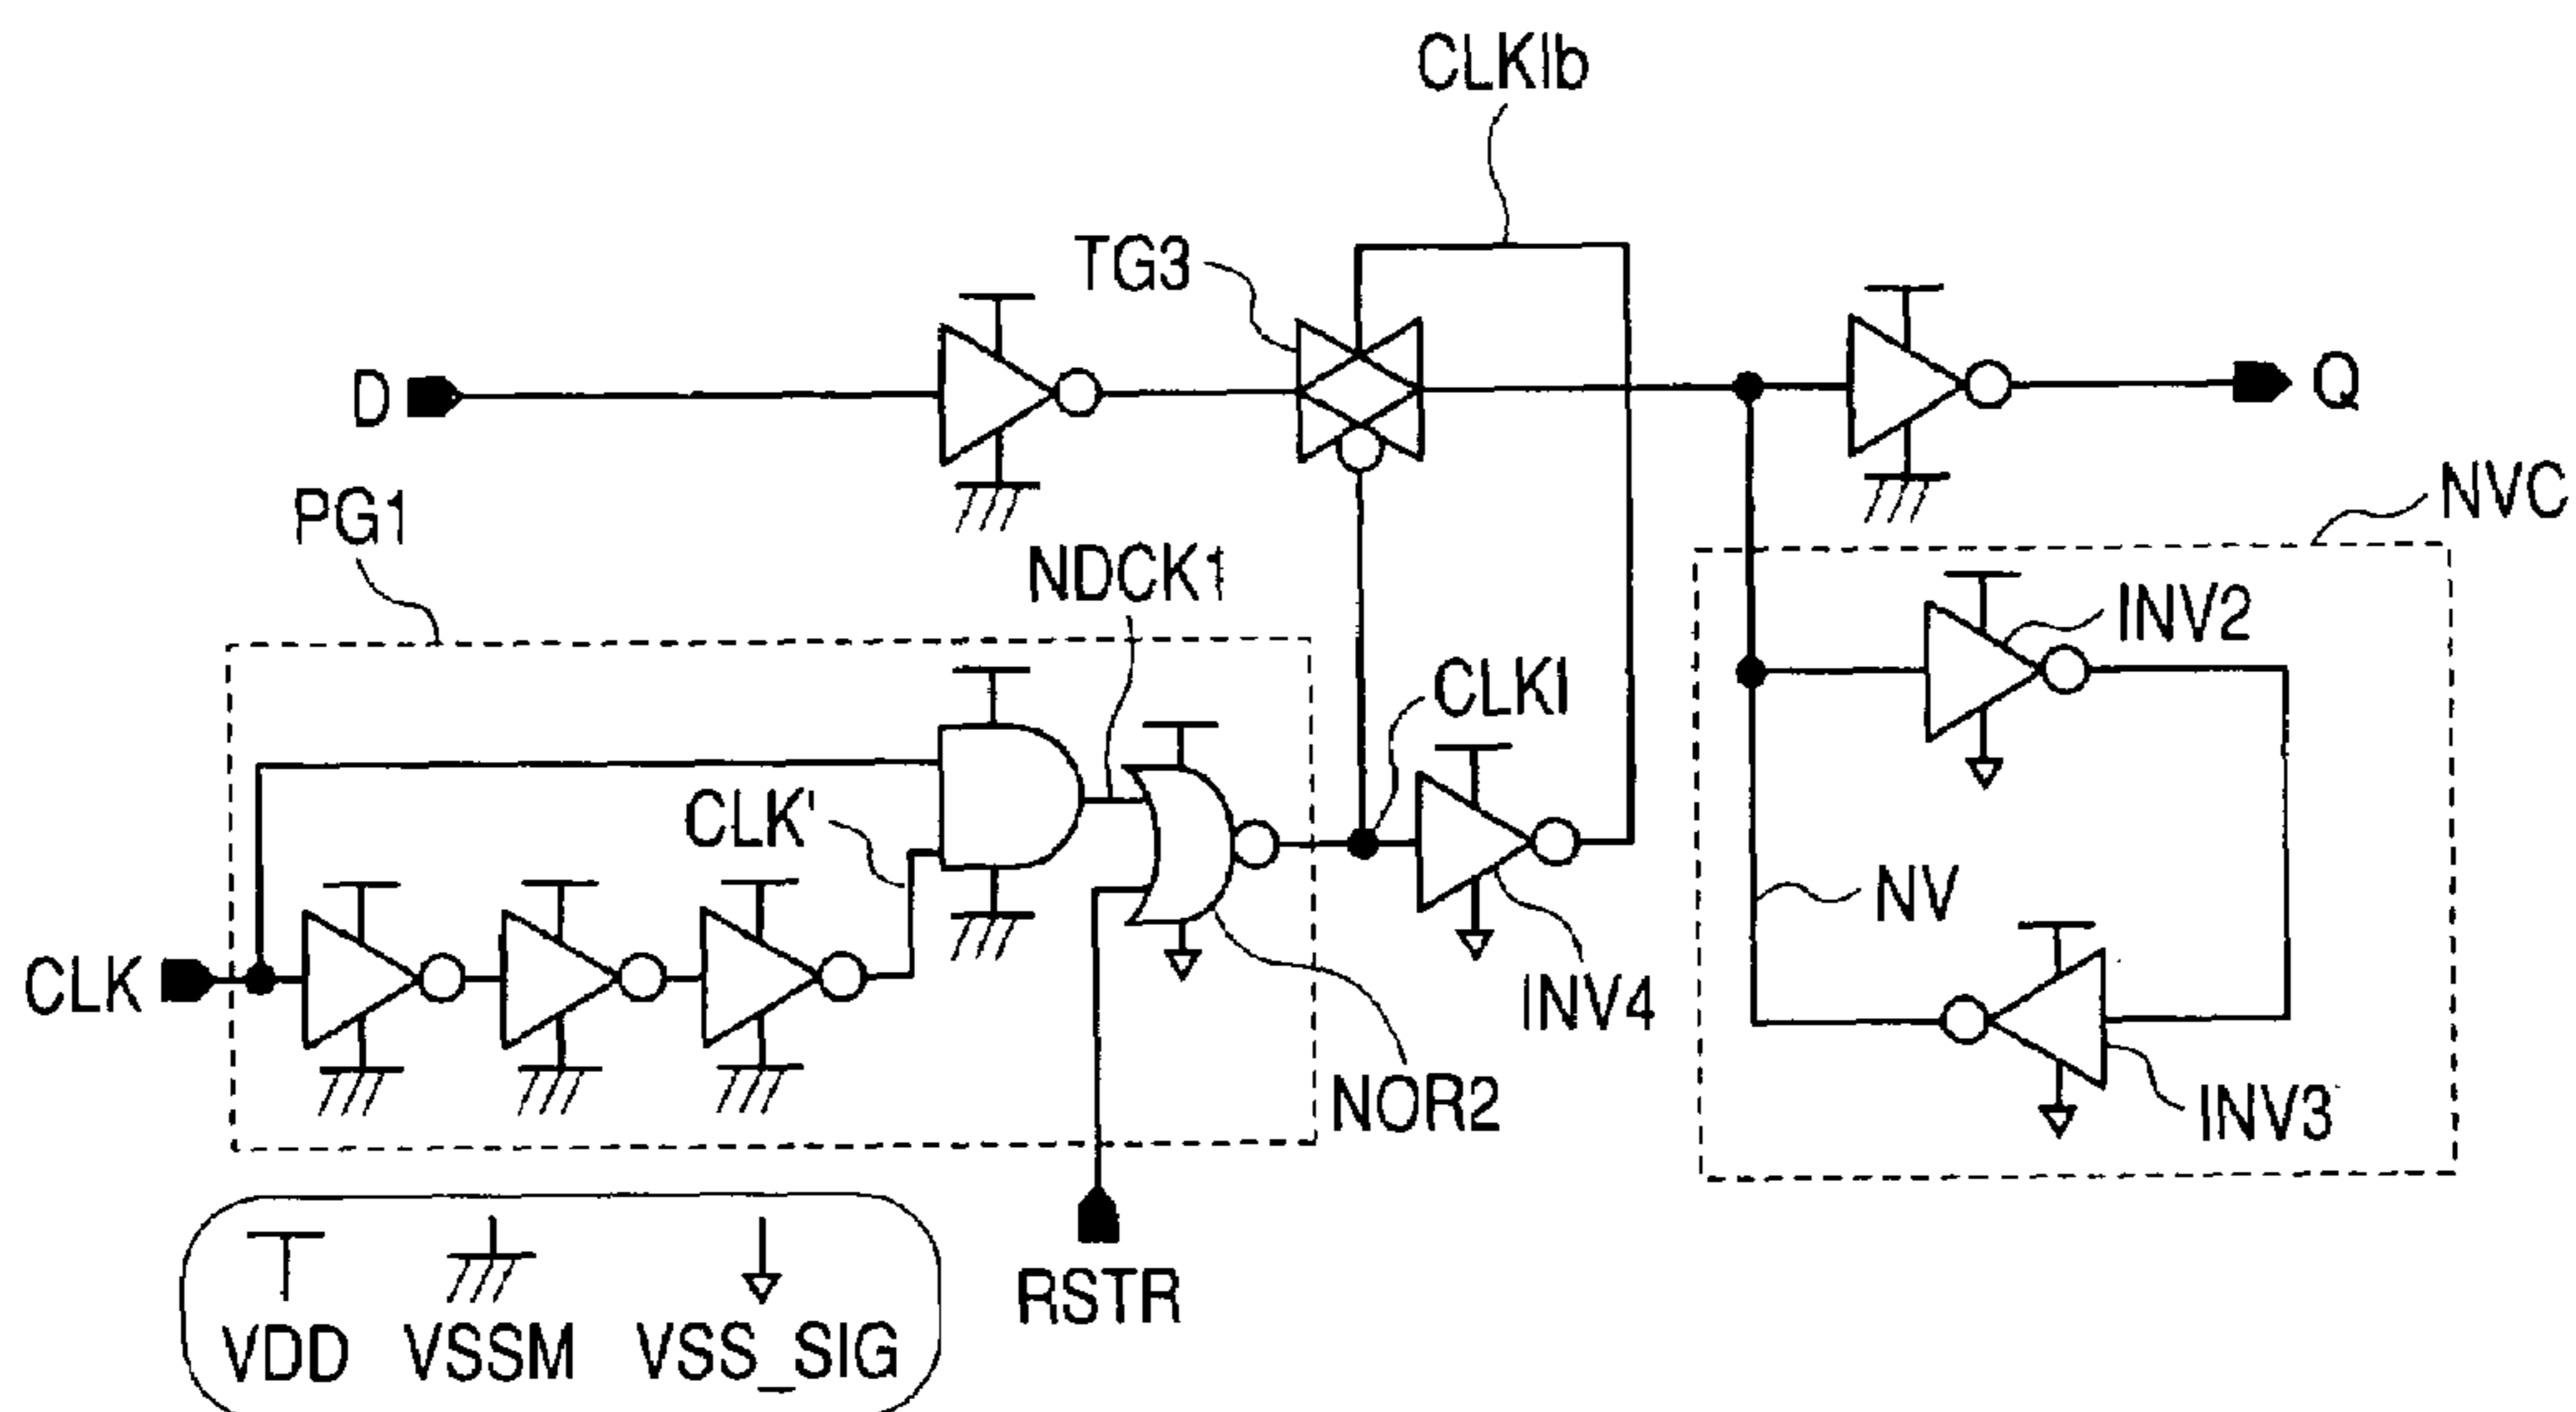 CLKIb
TG3
D
Q
PG1
NDCK1
NVC
INV2
CLKI
CLK'
NV
CLK
INV4
NOR2
INV3
RSTR
VDD VSSM VSS_SIG